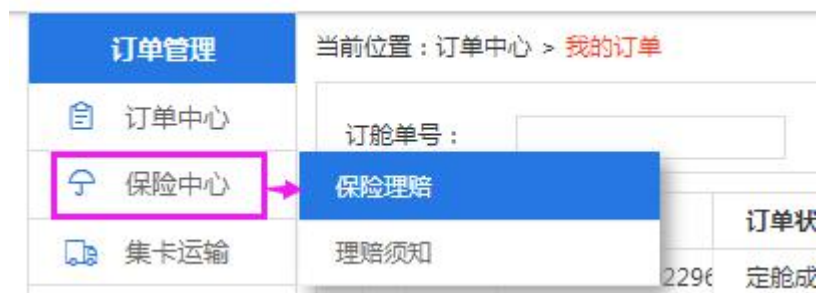 订单管理
当前位置：订单中心 > 我的订单
订单中心
订舱单号：
保险中心
保险理赔
集卡运输
理赔须知
订单状
2296
定舱成